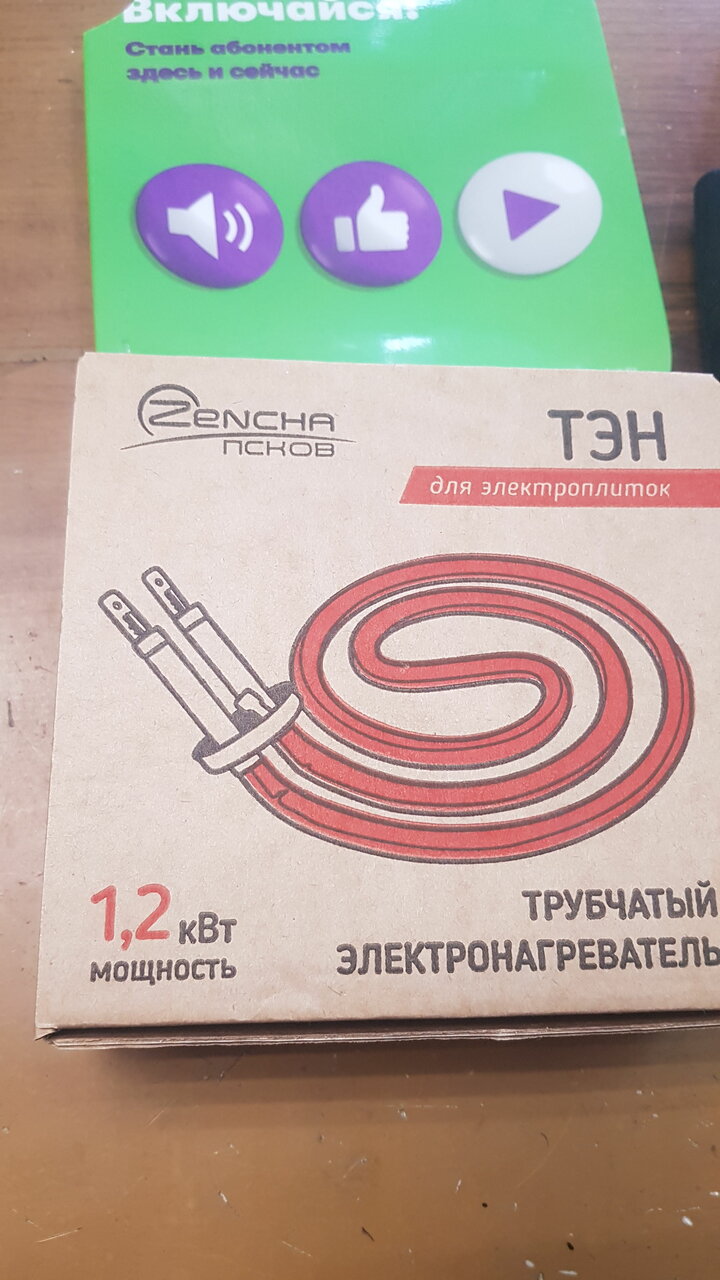 Включайся!
Стань абонентом
здесь и сейчас
ZENCHA
ПСКОВ
ТЭН
для электроплиток
1,2 кВт
мощность
ТРУБЧАТЫЙ
ЭЛЕКТРОНАГРЕВАТЕЛЬ